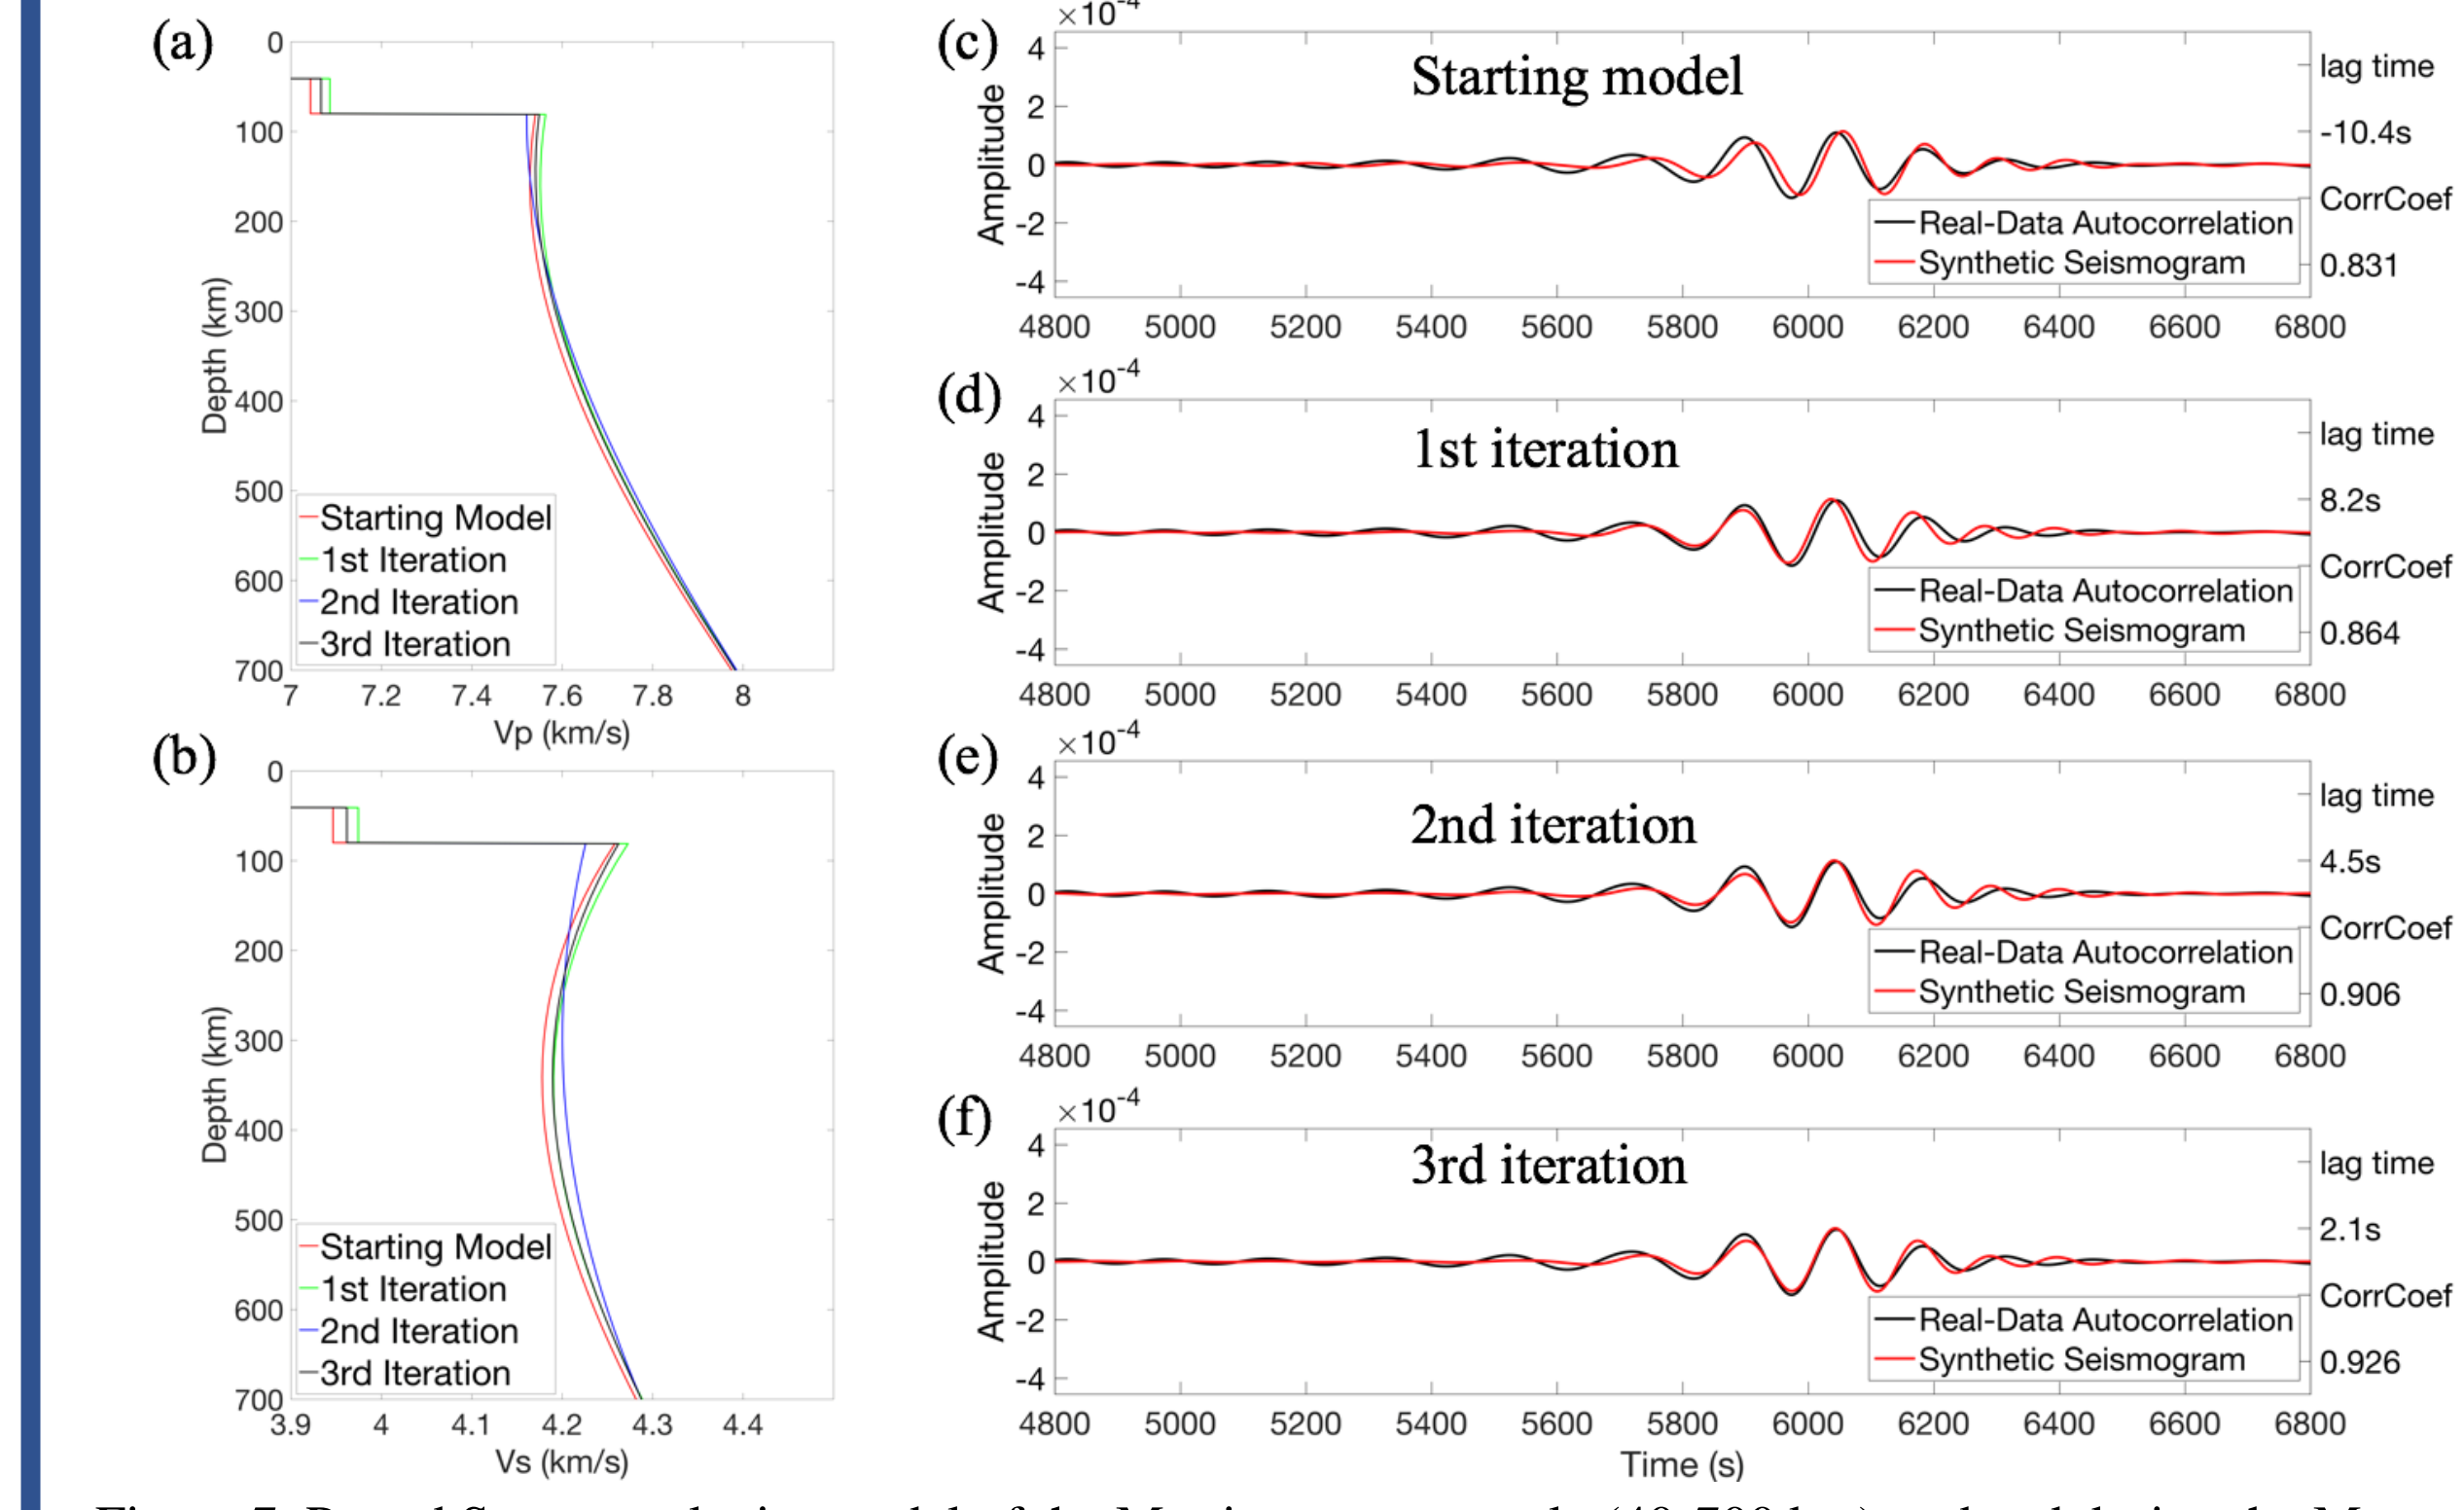 (a)
0
100
200
300
400
500
600
700
Depth (km)
Starting Model
1st Iteration
2nd Iteration
3rd Iteration
7 7.2 7.4 7.6 7.8 8
Vp (km/s)
(b)
0
100
200
300
400
500
600
700
Depth (km)
Starting Model
1st Iteration
2nd Iteration
3rd Iteration
3.9 4 4.1 4.2 4.3 4.4
Vs (km/s)
(c)
×10-4
Starting model
4
2
0
-2
-4
Amplitude
Real-Data Autocorrelation
Synthetic Seismogram
lag time
-10.4s
CorrCoef
0.831
4800 5000 5200 5400 5600 5800 6000 6200 6400 6600 6800
(d)
×10-4
1st iteration
4
2
0
-2
-4
Amplitude
Real-Data Autocorrelation
Synthetic Seismogram
lag time
8.2s
CorrCoef
0.864
4800 5000 5200 5400 5600 5800 6000 6200 6400 6600 6800
(e)
×10-4
2nd iteration
4
2
0
-2
-4
Amplitude
Real-Data Autocorrelation
Synthetic Seismogram
lag time
4.5s
CorrCoef
0.906
4800 5000 5200 5400 5600 5800 6000 6200 6400 6600 6800
(f)
×10-4
3rd iteration
4
2
0
-2
-4
Amplitude
Real-Data Autocorrelation
Synthetic Seismogram
lag time
2.1s
CorrCoef
0.926
4800 5000 5200 5400 5600 5800 6000 6200 6400 6600 6800
Time (s)